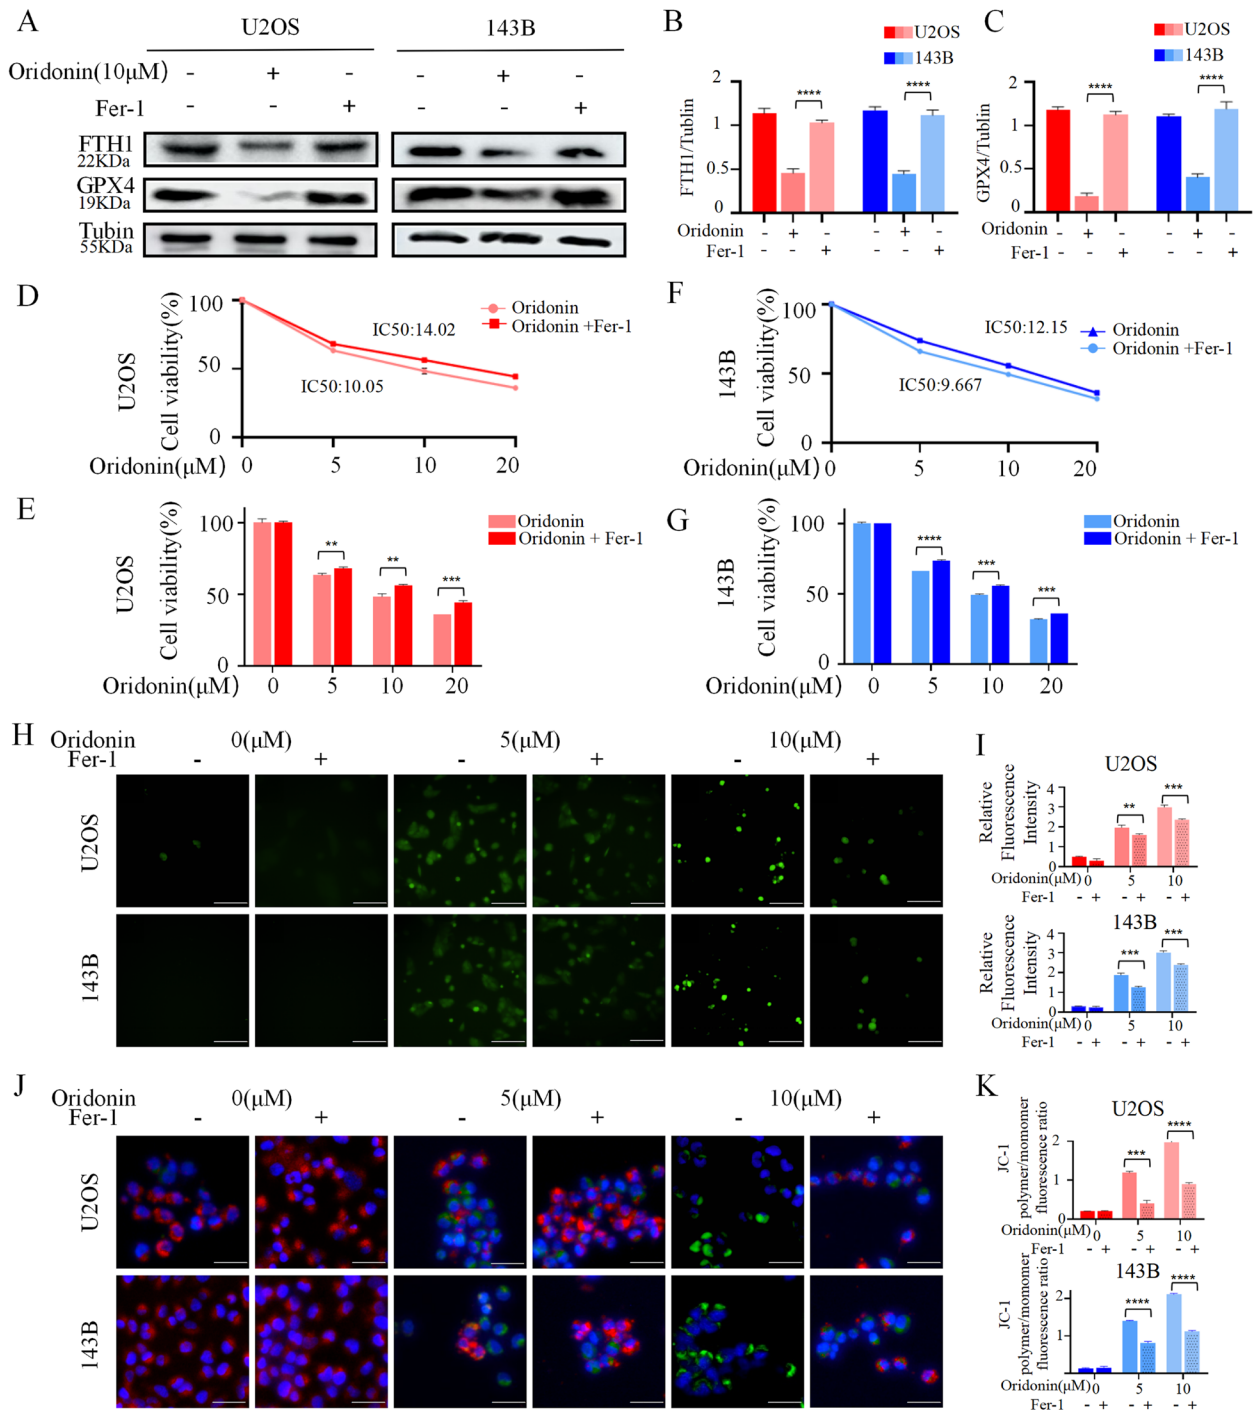 A
U2OS
143B
Oridonin(10μM)
- + - - + -
Fer-1
- - + - - +
FTH1
22KDa
GPX4
19KDa
Tubin
55KDa
B
U2OS
143B
FTH1/Tublin
1
0.5
0
**** ****
Oridonin
- + - - + -
Fer-1
- - + - - +
C
U2OS
143B
GPX4/Tublin
1
0.5
0
**** ****
Oridonin
- + - - + -
Fer-1
- - + - - +
D
U2OS
Cell viability(%)
100
50
0
IC50:14.02
IC50:10.05
Oridonin
Oridonin +Fer-1
Oridonin(μM) 0 5 10 20
F
143B
Cell viability(%)
100
50
0
IC50:12.15
IC50:9.667
Oridonin
Oridonin +Fer-1
Oridonin(μM) 0 5 10 20
E
U2OS
Cell viability(%)
100
50
0
** ** ***
Oridonin
Oridonin + Fer-1
Oridonin(μM) 0 5 10 20
G
143B
Cell viability(%)
100
50
0
**** *** ***
Oridonin
Oridonin + Fer-1
Oridonin(μM) 0 5 10 20
H
Oridonin 0(μM) 5(μM) 10(μM)
Fer-1 - + - + - +
U2OS
143B
I
U2OS
Relative
Fluorescence
Intensity
4
3
2
1
0
** ***
0 5 10
Oridonin(μM)
Fer-1 - + - + - +
143B
Relative
Fluorescence
Intensity
4
3
2
1
0
*** ***
Oridonin(μM) 0 5 10
Fer-1 - + - + - +
J
Oridonin 0(μM) 5(μM) 10(μM)
Fer-1 - + - + - +
U2OS
143B
K
U2OS
JC-1
polymer/momomer
fluorescence ratio
2
1
0
*** ****
Oridonin(μM) 0 5 10
Fer-1 - + - + - +
143B
JC-1
polymer/momomer
fluorescence ratio
2
1
**** ****
Oridonin(μM) 0 5 10
Fer-1 - + - + - +